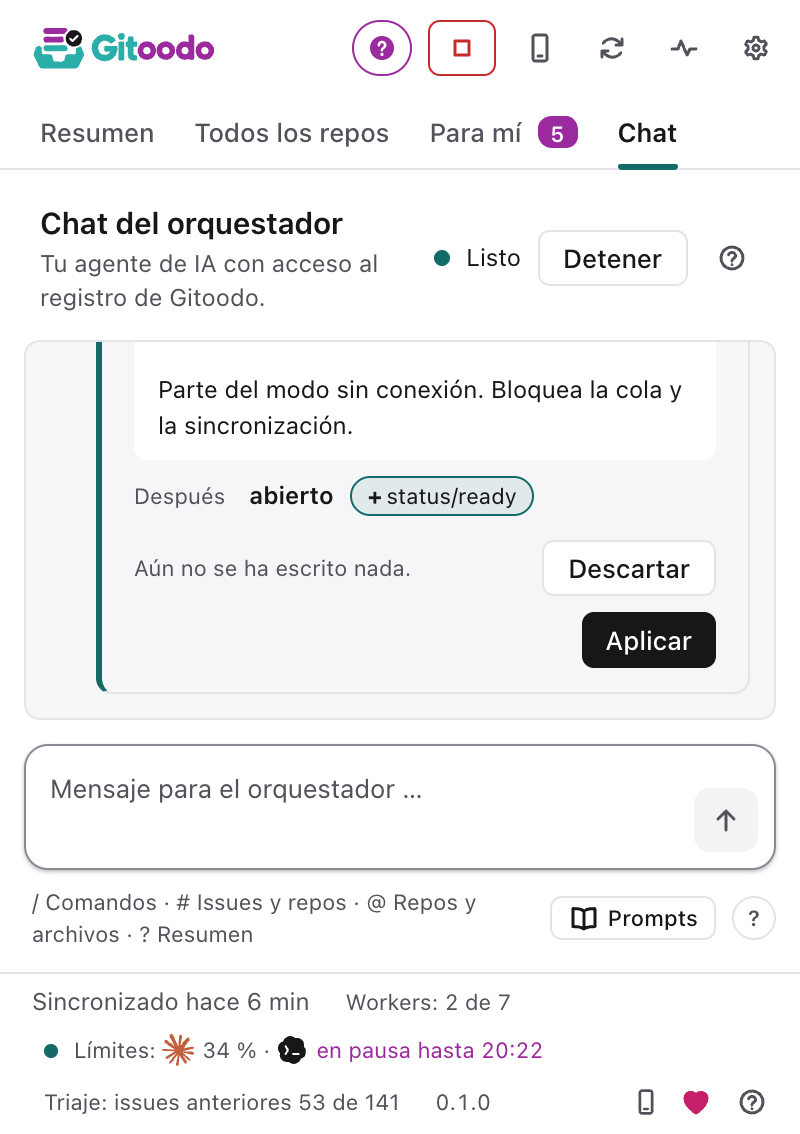 Gitoodo
?
Resumen
Todos los repos
Para mí
5
Chat
Chat del orquestador
Tu agente de IA con acceso al
registro de Gitoodo.
Listo
Detener
?
Parte del modo sin conexión. Bloquea la cola y
la sincronización.
Después
abierto
+ status/ready
Aún no se ha escrito nada.
Descartar
Aplicar
Mensaje para el orquestador ...
/ Comandos · # Issues y repos · @ Repos y
archivos · ? Resumen
Prompts
?
Sincronizado hace 6 min
Workers: 2 de 7
Límites: 34 % · en pausa hasta 20:22
Triaje: issues anteriores 53 de 141
0.1.0
?